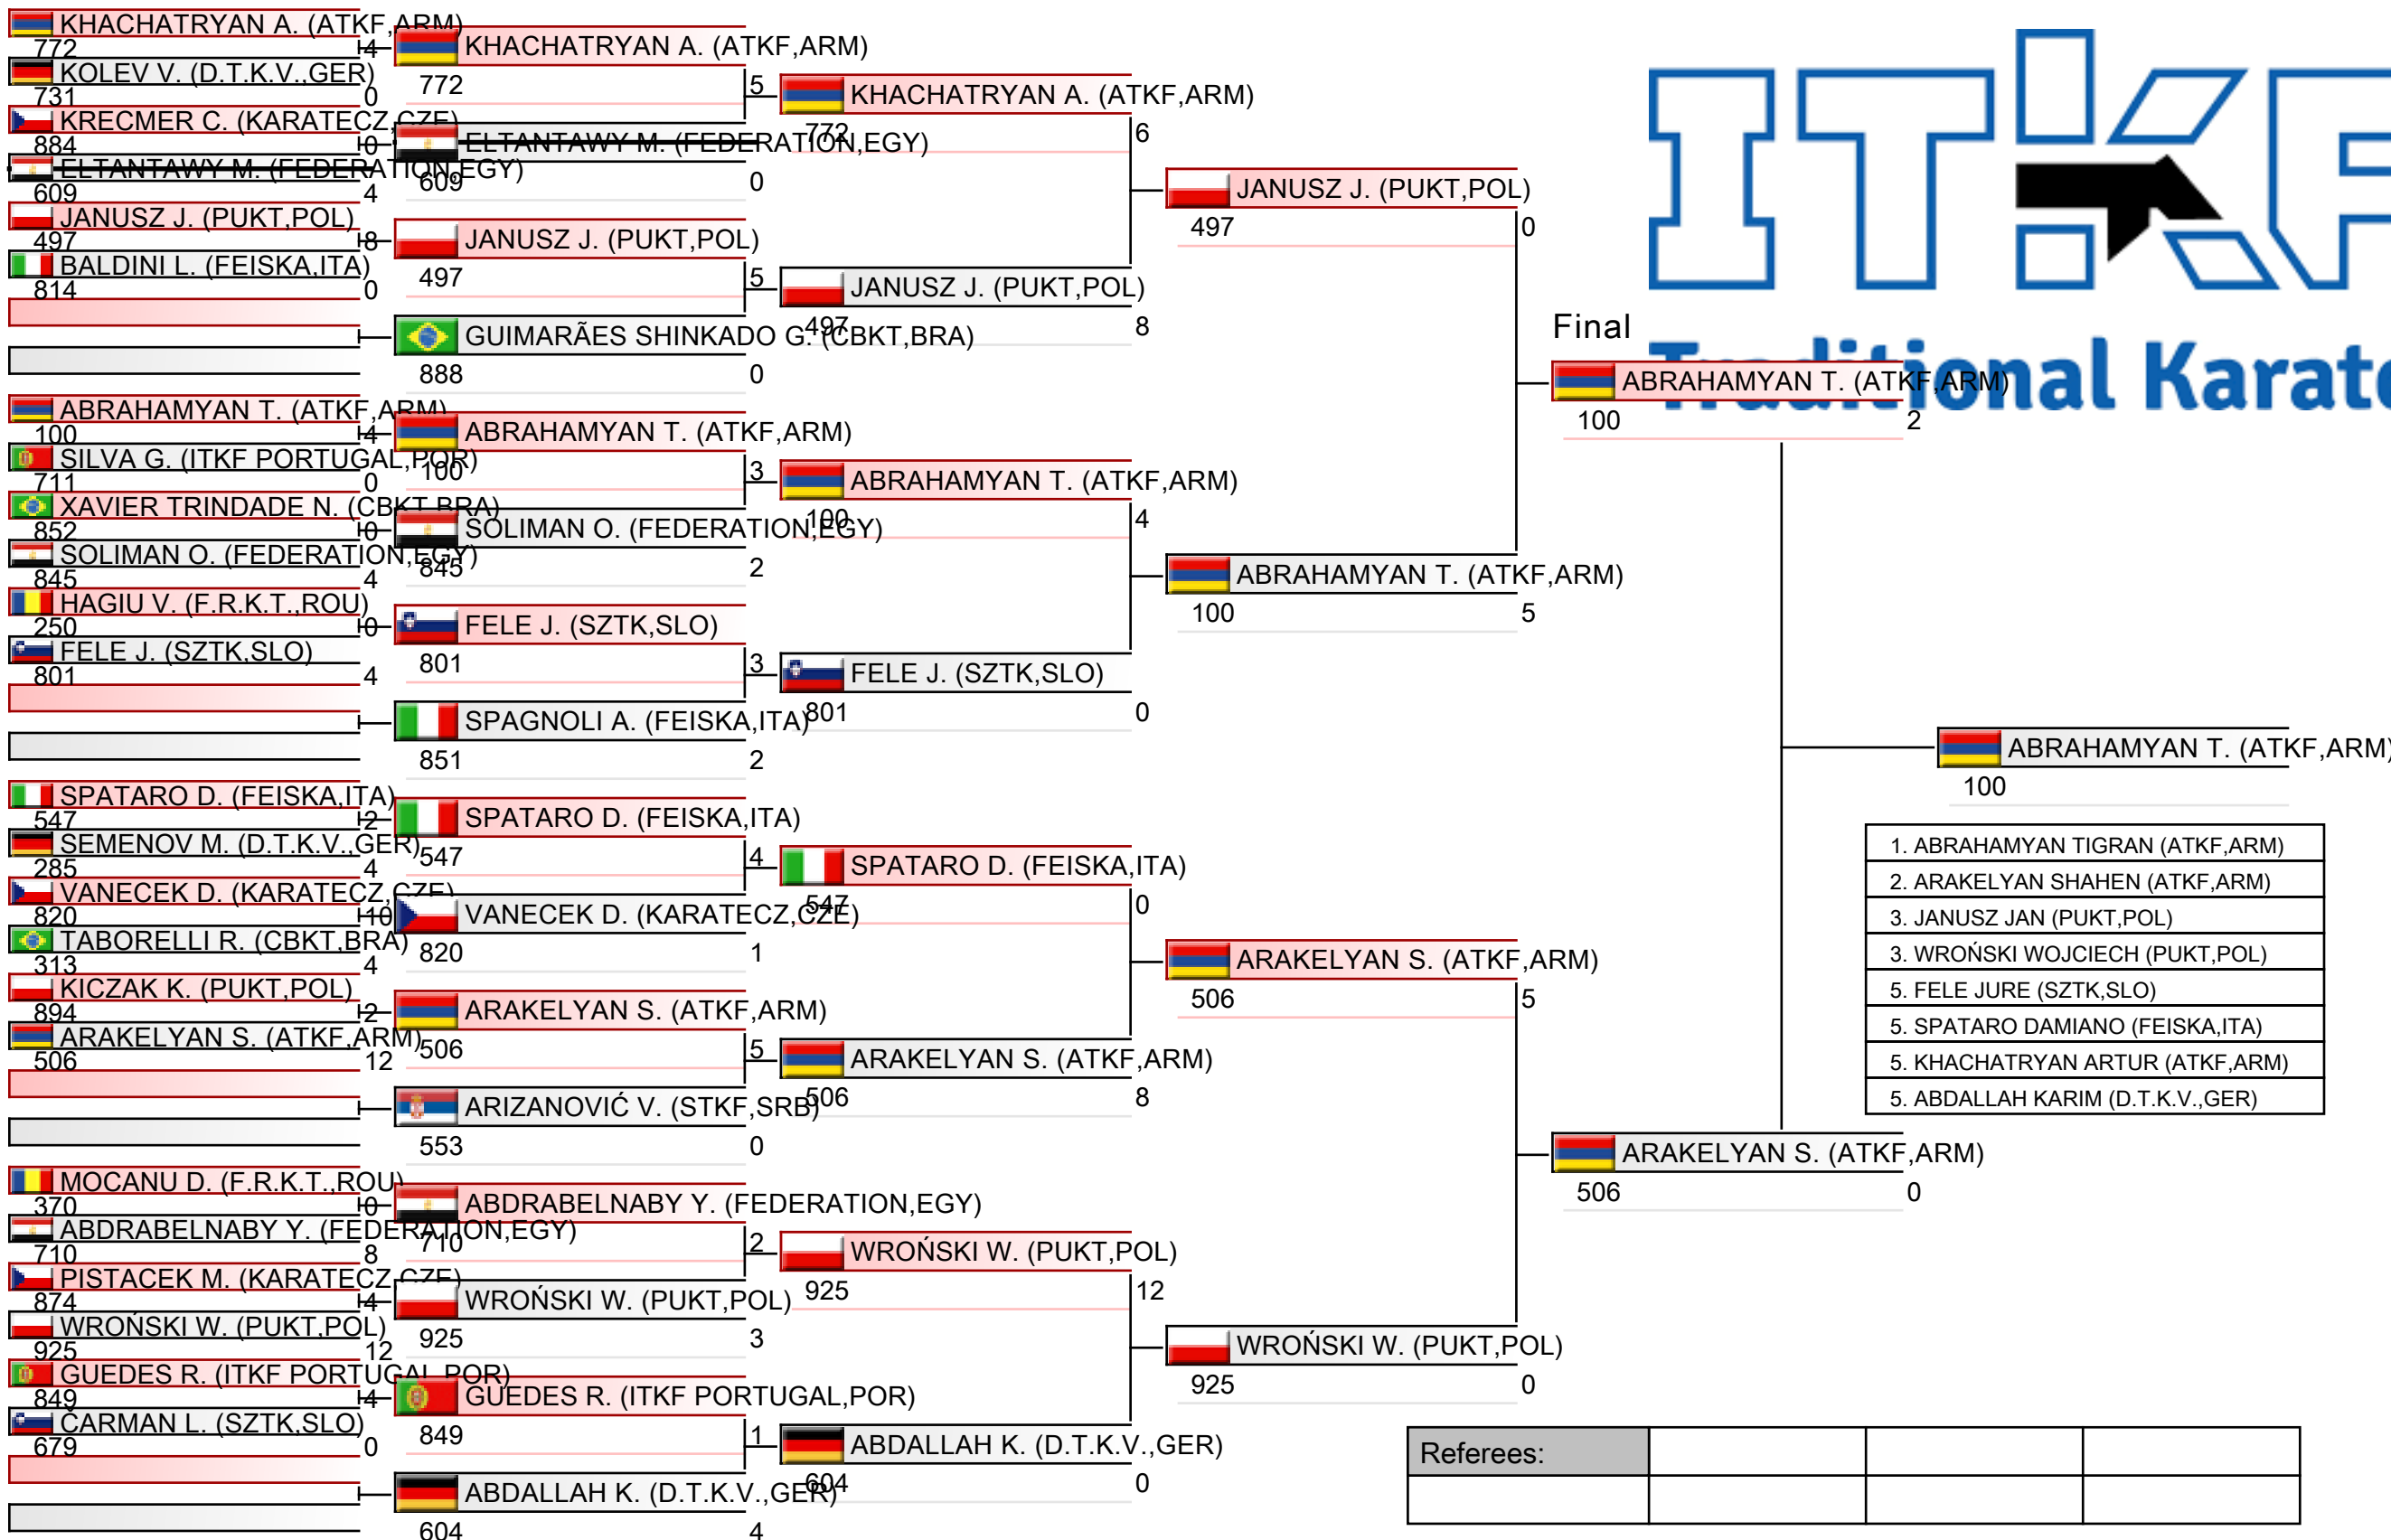 KHACHATRYAN A. (ATKF,ARM)
772 4
KOLEV V. (D.T.K.V.,GER)
731 0
KRECMER C. (KARATECZ,CZE)
884 0
ELTANTAWY M. (FEDERATION,EGY)
609 4
JANUSZ J. (PUKT,POL)
497 8
BALDINI L. (FEISKA,ITA)
814 0
ABRAHAMYAN T. (ATKF,ARM)
100 4
SILVA G. (ITKF PORTUGAL,POR)
711 0
XAVIER TRINDADE N. (CBKT,BRA)
852 0
SOLIMAN O. (FEDERATION,EGY)
845 4
HAGIU V. (F.R.K.T.,ROU)
250 0
FELE J. (SZTK,SLO)
801 4
SPATARO D. (FEISKA,ITA)
547 2
SEMENOV M. (D.T.K.V.,GER)
285 4
VANECEK D. (KARATECZ,CZE)
820 10
TABORELLI R. (CBKT,BRA)
313 4
KICZAK K. (PUKT,POL)
894 2
ARAKELYAN S. (ATKF,ARM)
506 12
MOCANU D. (F.R.K.T.,ROU)
370 0
ABDRABELNABY Y. (FEDERATION,EGY)
710 8
PISTACEK M. (KARATECZ,CZE)
874 4
WROŃSKI W. (PUKT,POL)
925 12
GUEDES R. (ITKF PORTUGAL,POR)
849 4
ČARMAN L. (SZTK,SLO)
679 0
KHACHATRYAN A. (ATKF,ARM)
772 5
ELTANTAWY M. (FEDERATION,EGY)
609 0
JANUSZ J. (PUKT,POL)
497 5
GUIMARÃES SHINKADO G. (CBKT,BRA)
888 0
ABRAHAMYAN T. (ATKF,ARM)
100 3
SOLIMAN O. (FEDERATION,EGY)
845 2
FELE J. (SZTK,SLO)
801 3
SPAGNOLI A. (FEISKA,ITA)
851 2
SPATARO D. (FEISKA,ITA)
547 4
VANECEK D. (KARATECZ,CZE)
820 1
ARAKELYAN S. (ATKF,ARM)
506 5
ARIZANOVIĆ V. (STKF,SRB)
553 0
ABDRABELNABY Y. (FEDERATION,EGY)
710 2
WROŃSKI W. (PUKT,POL)
925 3
GUEDES R. (ITKF PORTUGAL,POR)
849 1
ABDALLAH K. (D.T.K.V.,GER)
604 4
KHACHATRYAN A. (ATKF,ARM)
772 6
JANUSZ J. (PUKT,POL)
497 8
ABRAHAMYAN T. (ATKF,ARM)
100 4
FELE J. (SZTK,SLO)
801 0
SPATARO D. (FEISKA,ITA)
547 0
ARAKELYAN S. (ATKF,ARM)
506 8
WROŃSKI W. (PUKT,POL)
925 12
ABDALLAH K. (D.T.K.V.,GER)
604 0
JANUSZ J. (PUKT,POL)
497 0
ABRAHAMYAN T. (ATKF,ARM)
100 5
ARAKELYAN S. (ATKF,ARM)
506 5
WROŃSKI W. (PUKT,POL)
925 0
ITKF
Traditional Karate
Final
ABRAHAMYAN T. (ATKF,ARM)
100 2
ARAKELYAN S. (ATKF,ARM)
506 0
ABRAHAMYAN T. (ATKF,ARM)
100
1. ABRAHAMYAN TIGRAN (ATKF,ARM)
2. ARAKELYAN SHAHEN (ATKF,ARM)
3. JANUSZ JAN (PUKT,POL)
3. WROŃSKI WOJCIECH (PUKT,POL)
5. FELE JURE (SZTK,SLO)
5. SPATARO DAMIANO (FEISKA,ITA)
5. KHACHATRYAN ARTUR (ATKF,ARM)
5. ABDALLAH KARIM (D.T.K.V.,GER)
Referees: